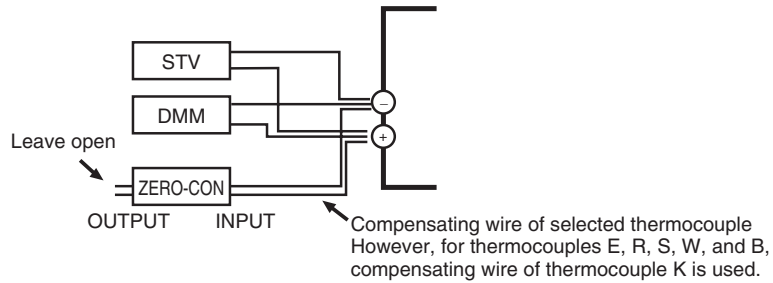 STV
DMM
Leave open
ZERO-CON
OUTPUT INPUT
−
+
Compensating wire of selected thermocouple
However, for thermocouples E, R, S, W, and B,
compensating wire of thermocouple K is used.